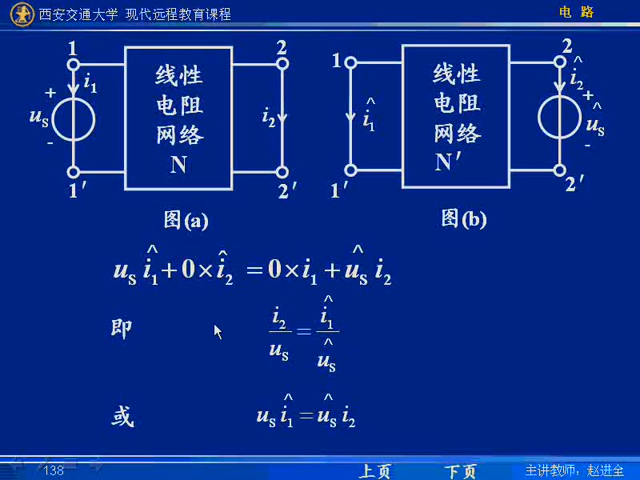 西安交通大学 现代远程教育课程
电 路
1 2
i₁
+
uS
-
线性
电阻
网络
N
i₂
1′ 2′
图(a)
1 2
î₁
线性
电阻
网络
N′
î₂
+
ûS
-
1′ 2′
图(b)
uS î₁ + 0 × î₂ = 0 × i₁ + ûS i₂
即 i₂/uS = î₁/ûS
或 uS î₁ = ûS i₂
138 上页 下页 主讲教师：赵进全